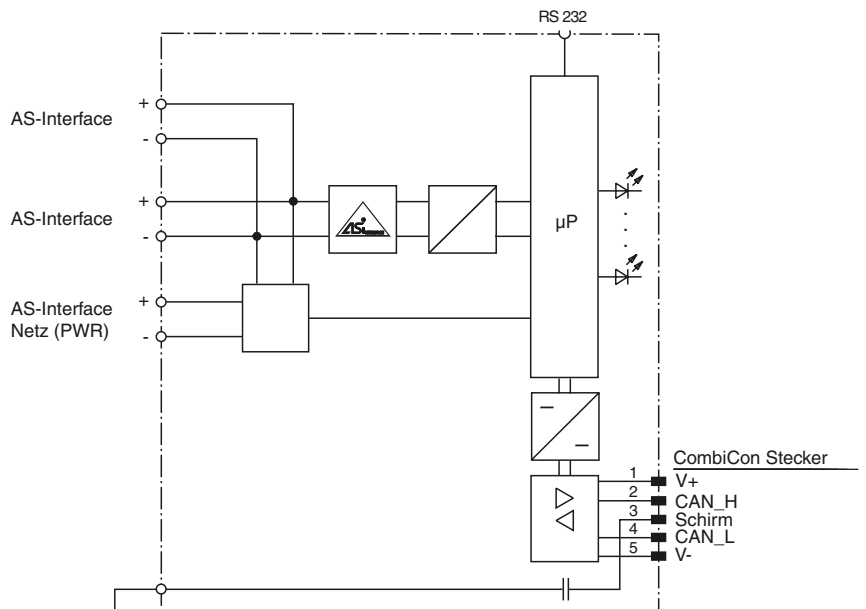 RS 232
AS-Interface
+
-
AS-Interface
+
-
ASi
µP
AS-Interface
Netz (PWR)
+
-
CombiCon Stecker
1 V+
2 CAN_H
3 Schirm
4 CAN_L
5 V-